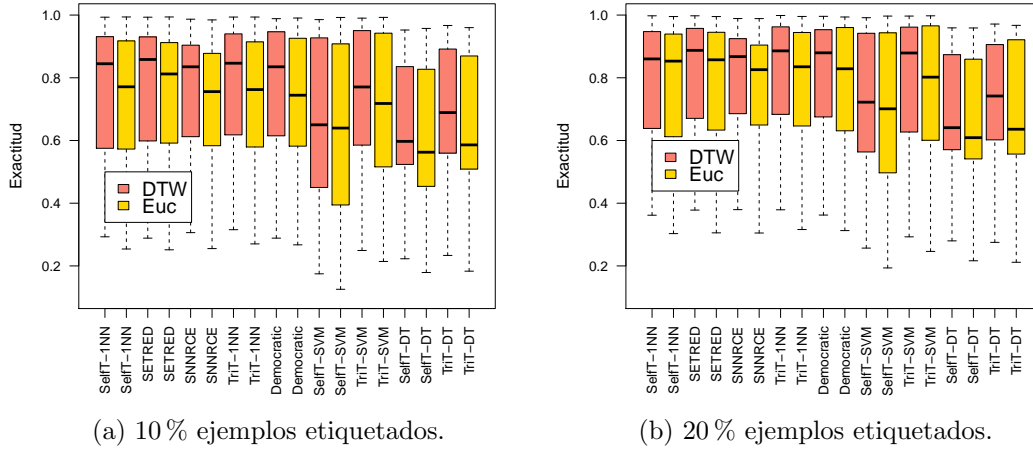 1.0
0.8
0.6
0.4
0.2
Exactitud
DTW
Euc
SelfT−1NN
SelfT−1NN
SETRED
SETRED
SNNRCE
SNNRCE
TriT−1NN
TriT−1NN
Democratic
Democratic
SelfT−SVM
SelfT−SVM
TriT−SVM
TriT−SVM
SelfT−DT
SelfT−DT
TriT−DT
TriT−DT
(a) 10 % ejemplos etiquetados.
1.0
0.8
0.6
0.4
0.2
Exactitud
DTW
Euc
SelfT−1NN
SelfT−1NN
SETRED
SETRED
SNNRCE
SNNRCE
TriT−1NN
TriT−1NN
Democratic
Democratic
SelfT−SVM
SelfT−SVM
TriT−SVM
TriT−SVM
SelfT−DT
SelfT−DT
TriT−DT
TriT−DT
(b) 20 % ejemplos etiquetados.